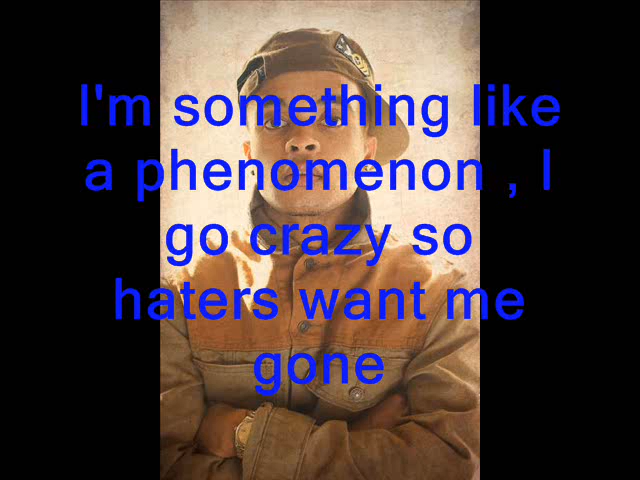 I'm something like
a phenomenon , I
go crazy so
haters want me
gone